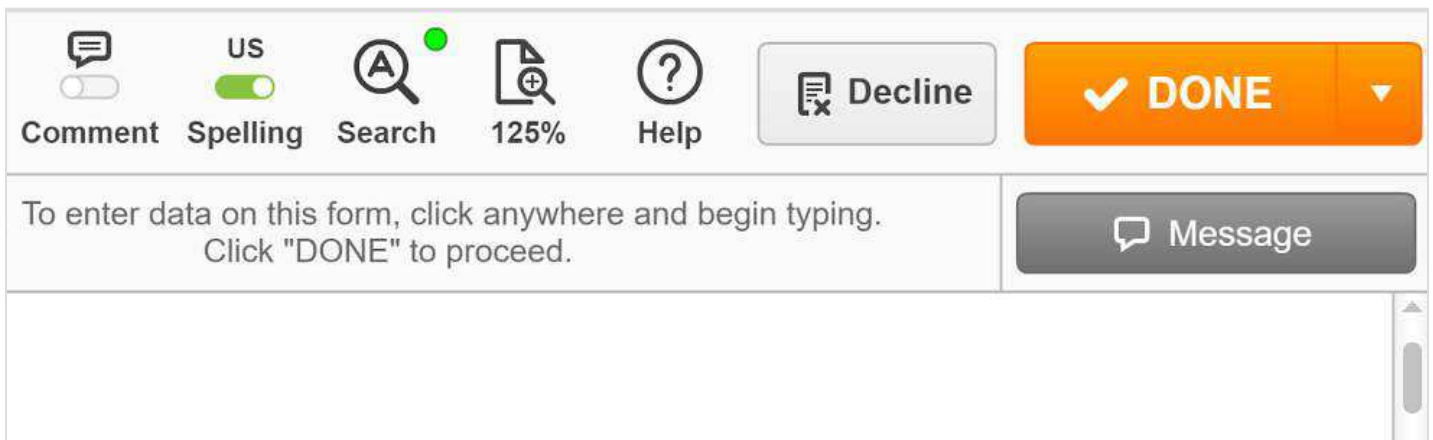 US
Comment Spelling Search 125% Help Decline DONE
To enter data on this form, click anywhere and begin typing.
Click "DONE" to proceed.
Message